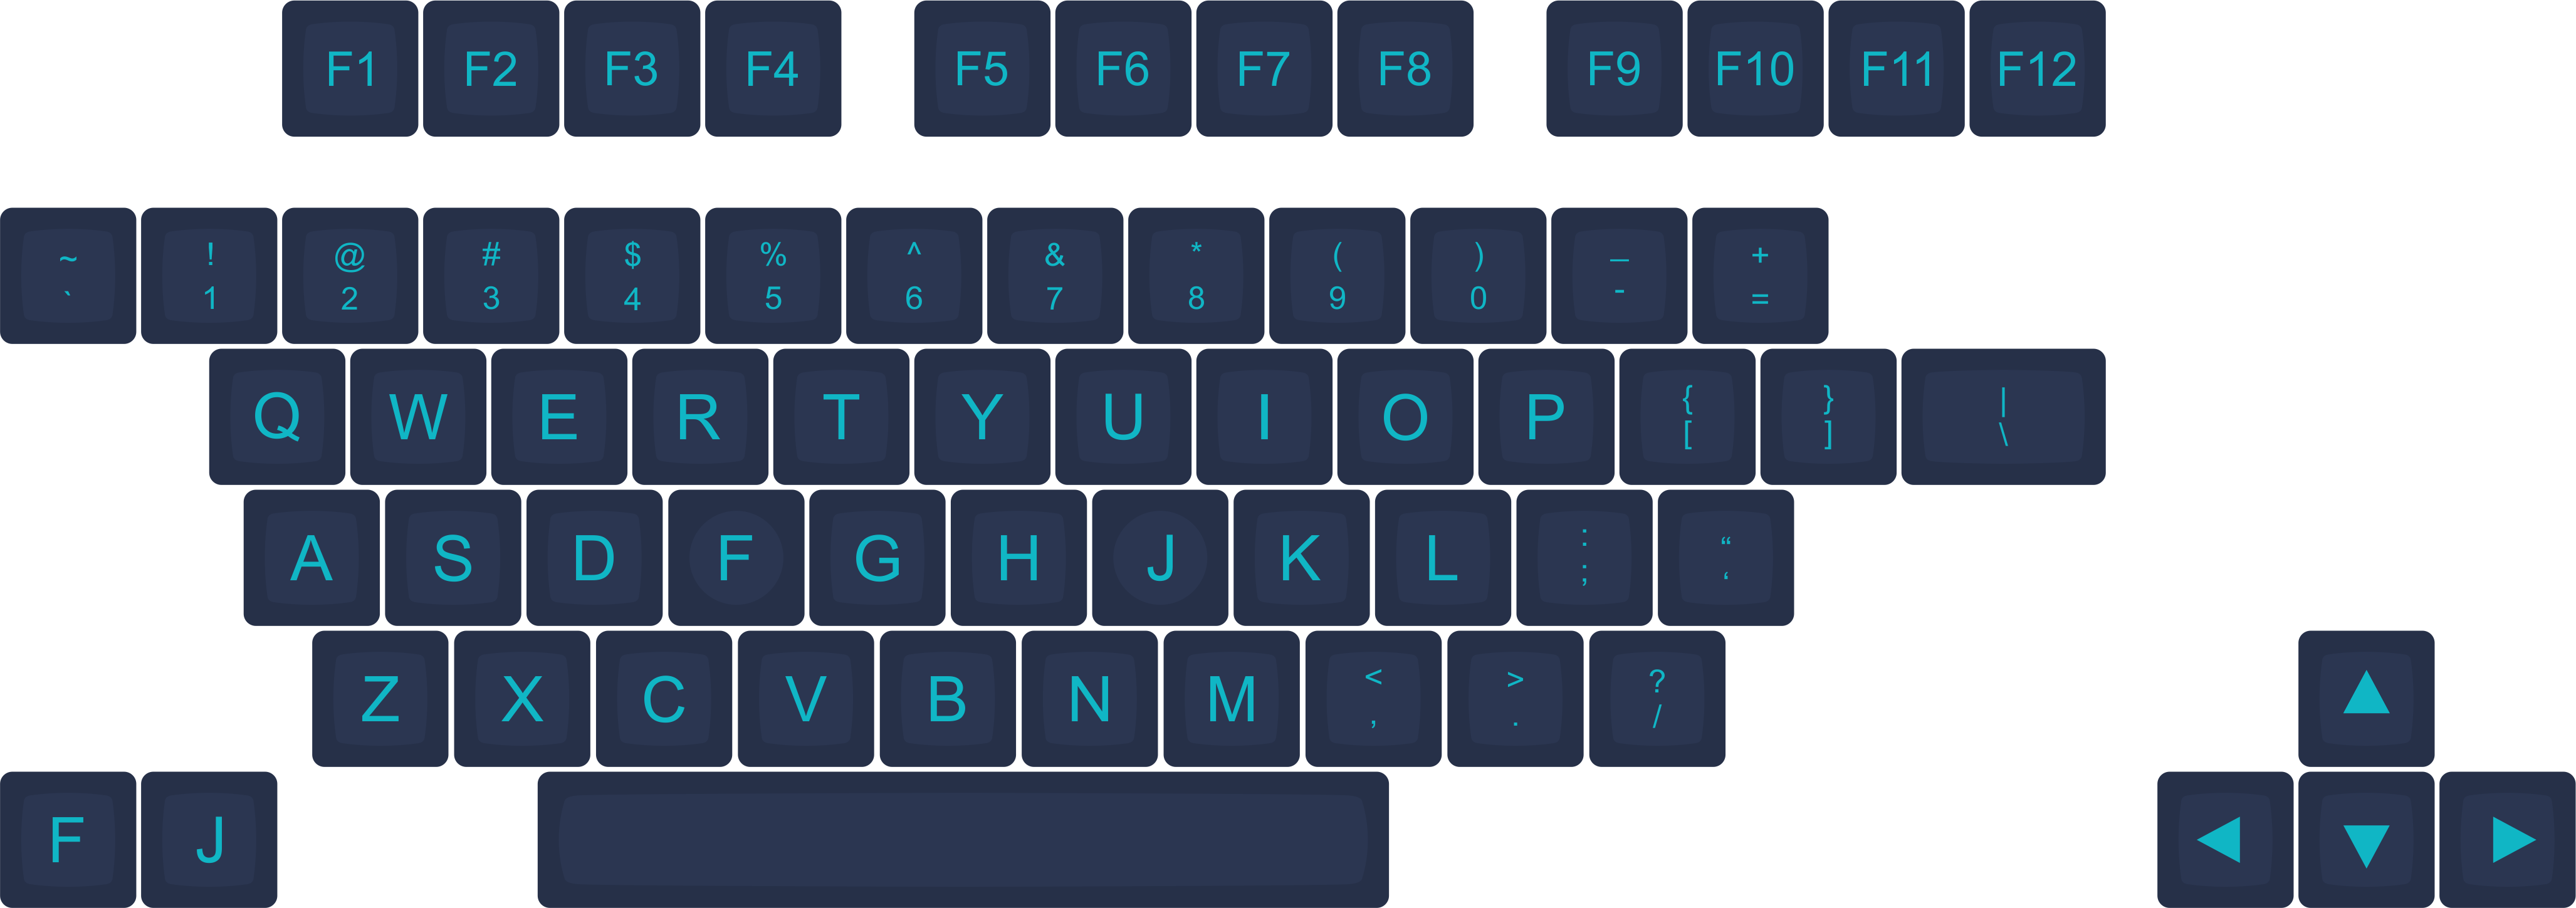 F1 F2 F3 F4 F5 F6 F7 F8 F9 F10 F11 F12
~ ! @ # $ % ^ & * ( ) _ +
` 1 2 3 4 5 6 7 8 9 0 - =
Q W E R T Y U I O P { } |
[ ] \
A S D F G H J K L : “
; ‘
Z X C V B N M < > ?
, . /
▲
F J ◀ ▼ ▶